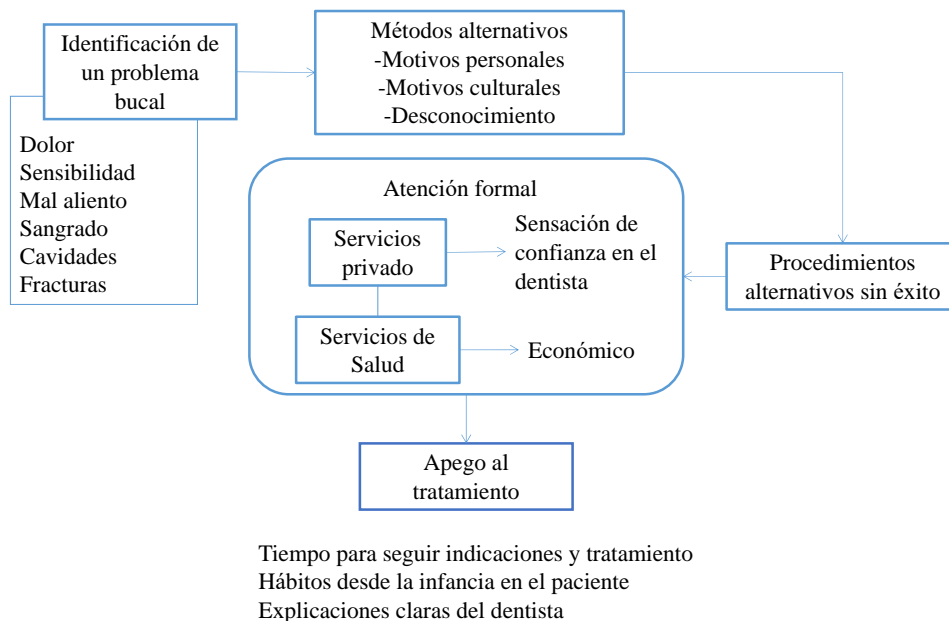 Identificación de
un problema
bucal
Dolor
Sensibilidad
Mal aliento
Sangrado
Cavidades
Fracturas
Métodos alternativos
-Motivos personales
-Motivos culturales
-Desconocimiento
Procedimientos
alternativos sin éxito
Atención formal
Servicios
privado
Sensación de
confianza en el
dentista
Servicios de
Salud
Económico
Apego al
tratamiento
Tiempo para seguir indicaciones y tratamiento
Hábitos desde la infancia en el paciente
Explicaciones claras del dentista